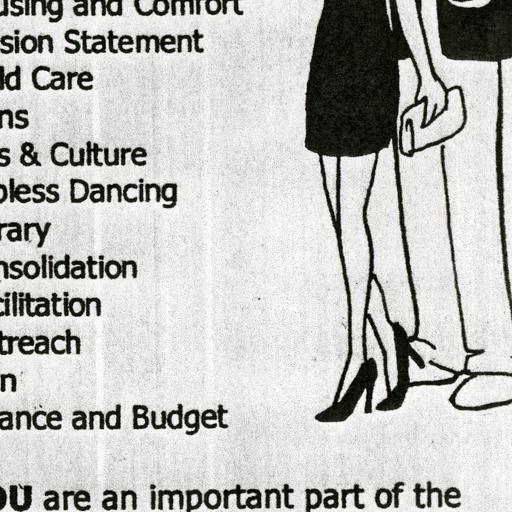 using and Comfort
sion Statement
ld Care
ns
s & Culture
pless Dancing
rary
nsolidation
cilitation
treach
n
ance and Budget
OU are an important part of the